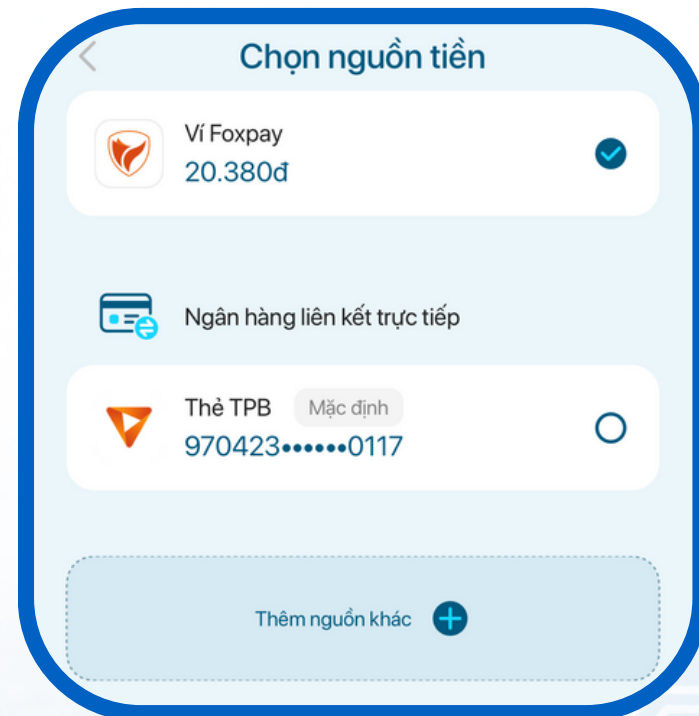 Chọn nguồn tiền
Ví Foxpay
20.380đ
Ngân hàng liên kết trực tiếp
Thẻ TPB Mặc định
970423••••••0117
Thêm nguồn khác